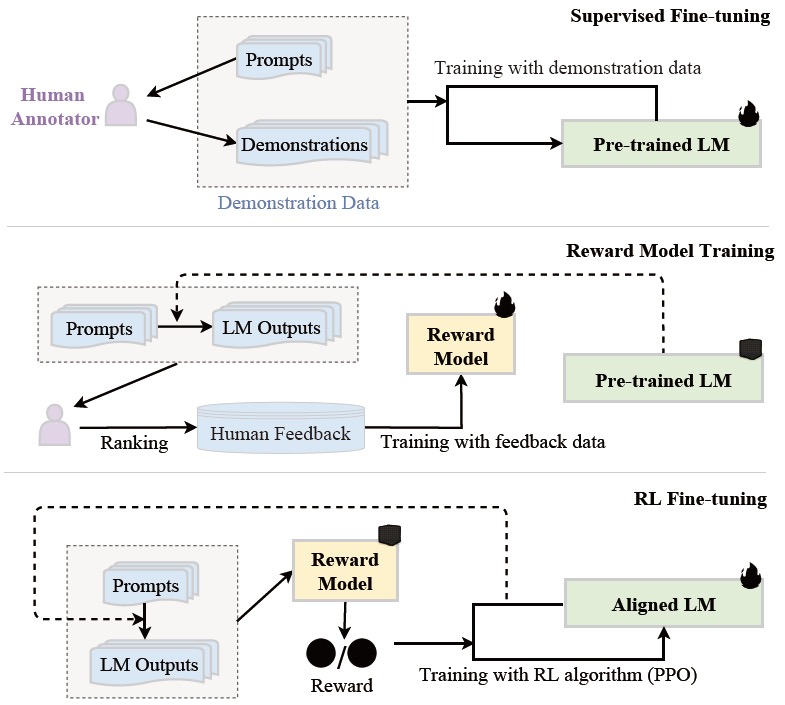 Supervised Fine-tuning
Prompts
Training with demonstration data
Human
Annotator
Demonstrations
Pre-trained LM
Demonstration Data
Reward Model Training
Prompts
LM Outputs
Reward
Model
Pre-trained LM
Ranking
Human Feedback
Training with feedback data
RL Fine-tuning
Prompts
LM Outputs
Reward
Model
/
Reward
Aligned LM
Training with RL algorithm (PPO)